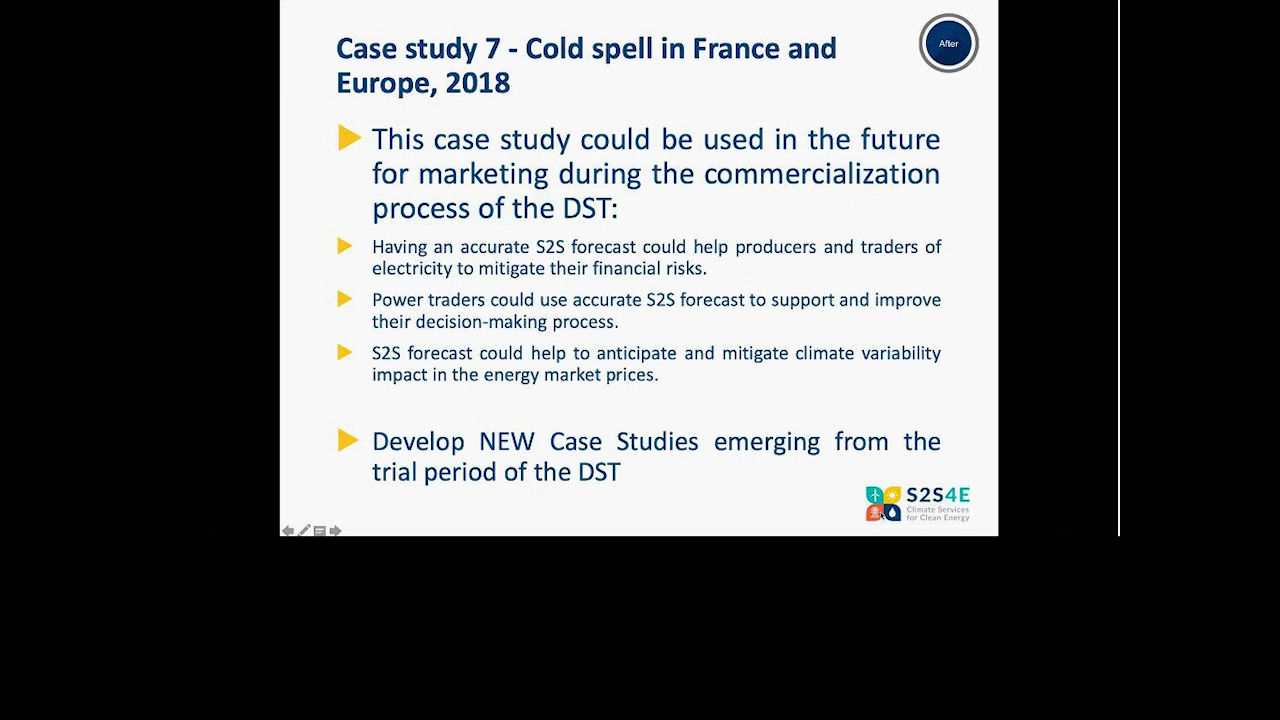 Case study 7 - Cold spell in France and
Europe, 2018
After
This case study could be used in the future
for marketing during the commercialization
process of the DST:
Having an accurate S2S forecast could help producers and traders of
electricity to mitigate their financial risks.
Power traders could use accurate S2S forecast to support and improve
their decision-making process.
S2S forecast could help to anticipate and mitigate climate variability
impact in the energy market prices.
Develop NEW Case Studies emerging from the
trial period of the DST
S2S4E
Climate Services
for Clean Energy